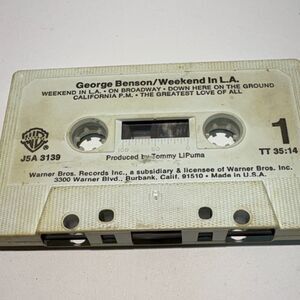 George Benson/Weekend In L.A.
WEEKEND IN L.A. • ON BROADWAY • DOWN HERE ON THE GROUND
CALIFORNIA P.M. • THE GREATEST LOVE OF ALL
J5A 3139
1
TT 35:14
Produced by Tommy LiPuma
Warner Bros. Records Inc., a subsidiary & licensee of Warner Bros. Inc.
3300 Warner Blvd., Burbank, Calif. 91510 • Made in U.S.A.